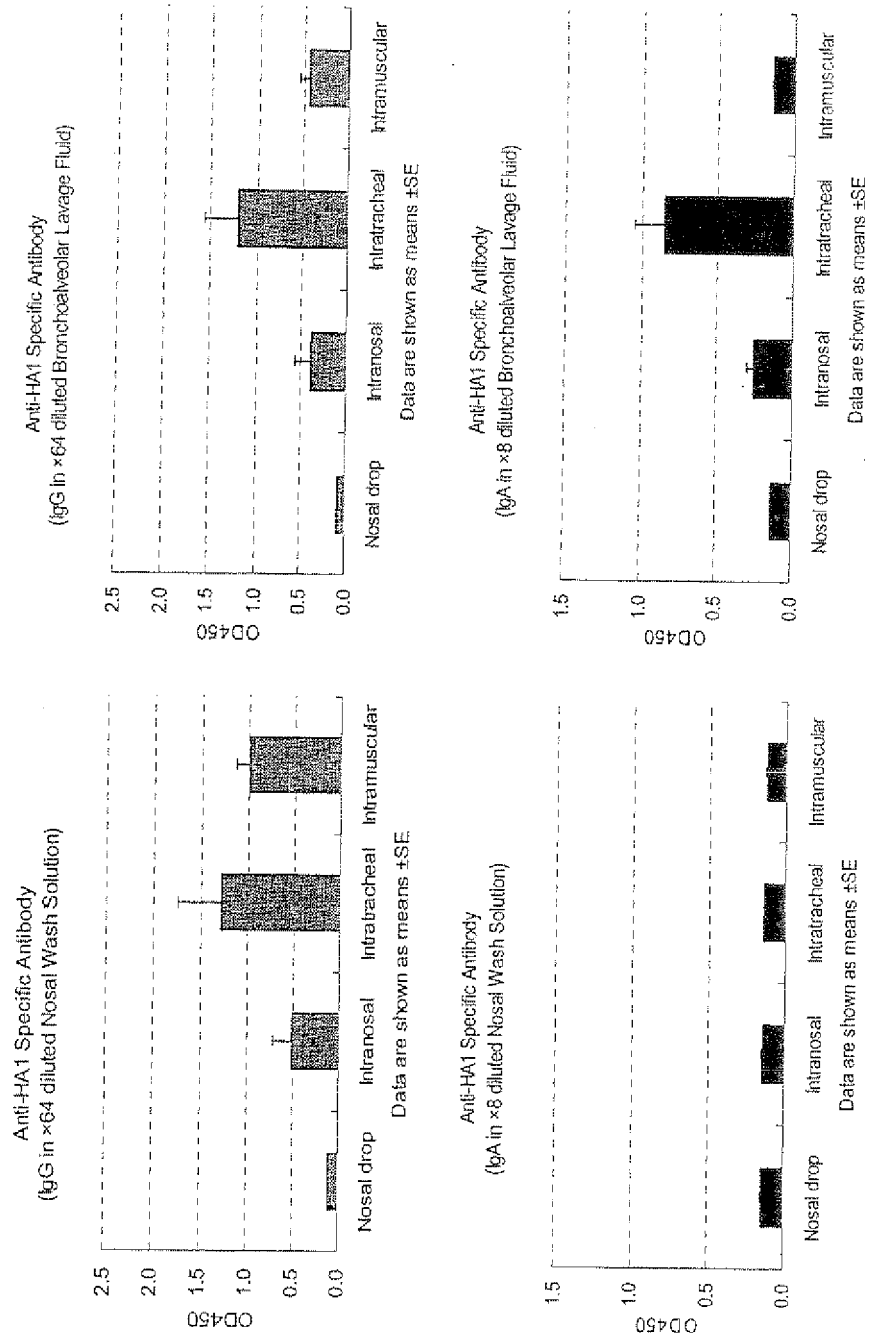 Anti-HA1 Specific Antibody
(IgG in ×64 diluted Nosal Wash Solution)
OD450
2.5
2.0
1.5
1.0
0.5
0.0
Nosal drop Intranosal Intratracheal Intramuscular
Data are shown as means ±SE
Anti-HA1 Specific Antibody
(IgG in ×64 diluted Bronchoalveolar Lavage Fluid)
OD450
2.5
2.0
1.5
1.0
0.5
0.0
Nosal drop Intranosal Intratracheal Intramuscular
Data are shown as means ±SE
Anti-HA1 Specific Antibody
(IgA in ×8 diluted Nosal Wash Solution)
OD450
1.5
1.0
0.5
0.0
Nosal drop Intranosal Intratracheal Intramuscular
Data are shown as means ±SE
Anti-HA1 Specific Antibody
(IgA in ×8 diluted Bronchoalveolar Lavage Fluid)
OD450
1.5
1.0
0.5
0.0
Nosal drop Intranosal Intratracheal Intramuscular
Data are shown as means ±SE